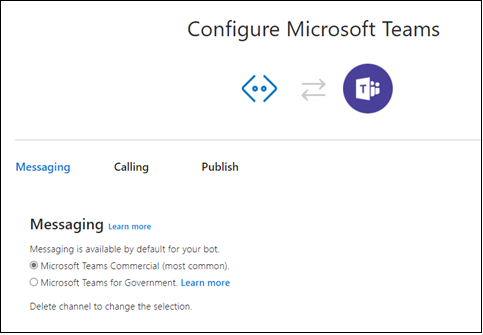 Configure Microsoft Teams
T
Messaging Calling Publish
Messaging Learn more
Messaging is available by default for your bot.
Microsoft Teams Commercial (most common).
Microsoft Teams for Government. Learn more
Delete channel to change the selection.